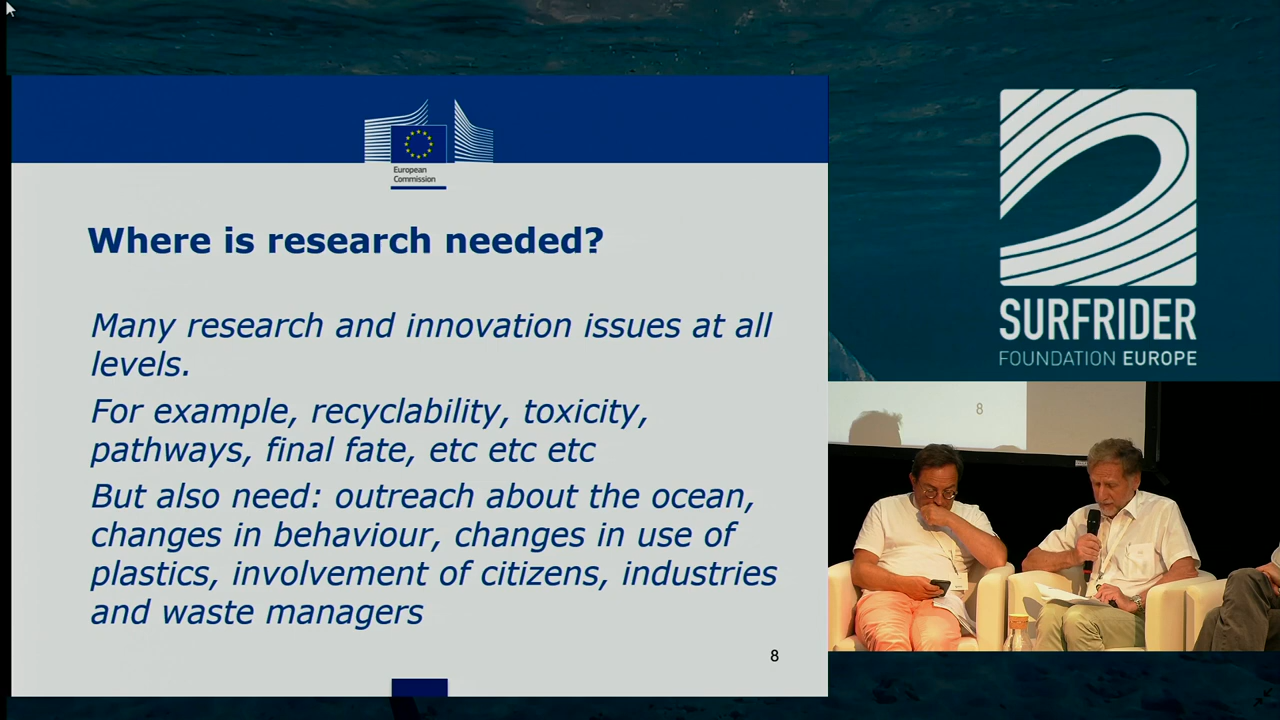 European
Commission
Where is research needed?
Many research and innovation issues at all
levels.
For example, recyclability, toxicity,
pathways, final fate, etc etc etc
But also need: outreach about the ocean,
changes in behaviour, changes in use of
plastics, involvement of citizens, industries
and waste managers
8
SURFRIDER
FOUNDATION EUROPE
8